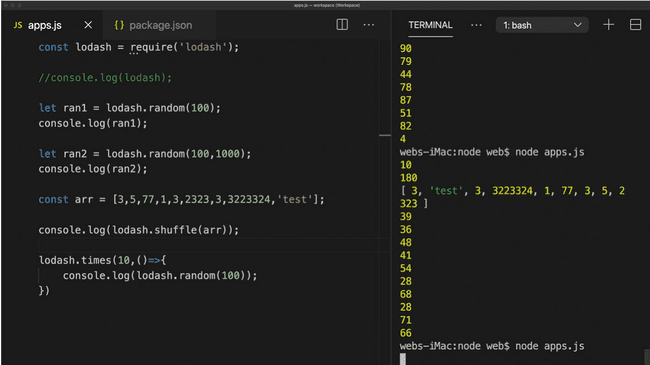 apps.js — workspace (Workspace)
JS apps.js × {} package.json ···
const lodash = require('lodash');
//console.log(lodash);
let ran1 = lodash.random(100);
console.log(ran1);
let ran2 = lodash.random(100,1000);
console.log(ran2);
const arr = [3,5,77,1,3,2323,3,3223324,'test'];
console.log(lodash.shuffle(arr));
lodash.times(10,()=>{
console.log(lodash.random(100));
})
TERMINAL ··· 1: bash
90
79
44
78
87
51
82
4
webs-iMac:node web$ node apps.js
10
180
[ 3, 'test', 3, 3223324, 1, 77, 3, 5, 2
323 ]
39
36
48
41
54
28
68
28
71
66
webs-iMac:node web$ node apps.js